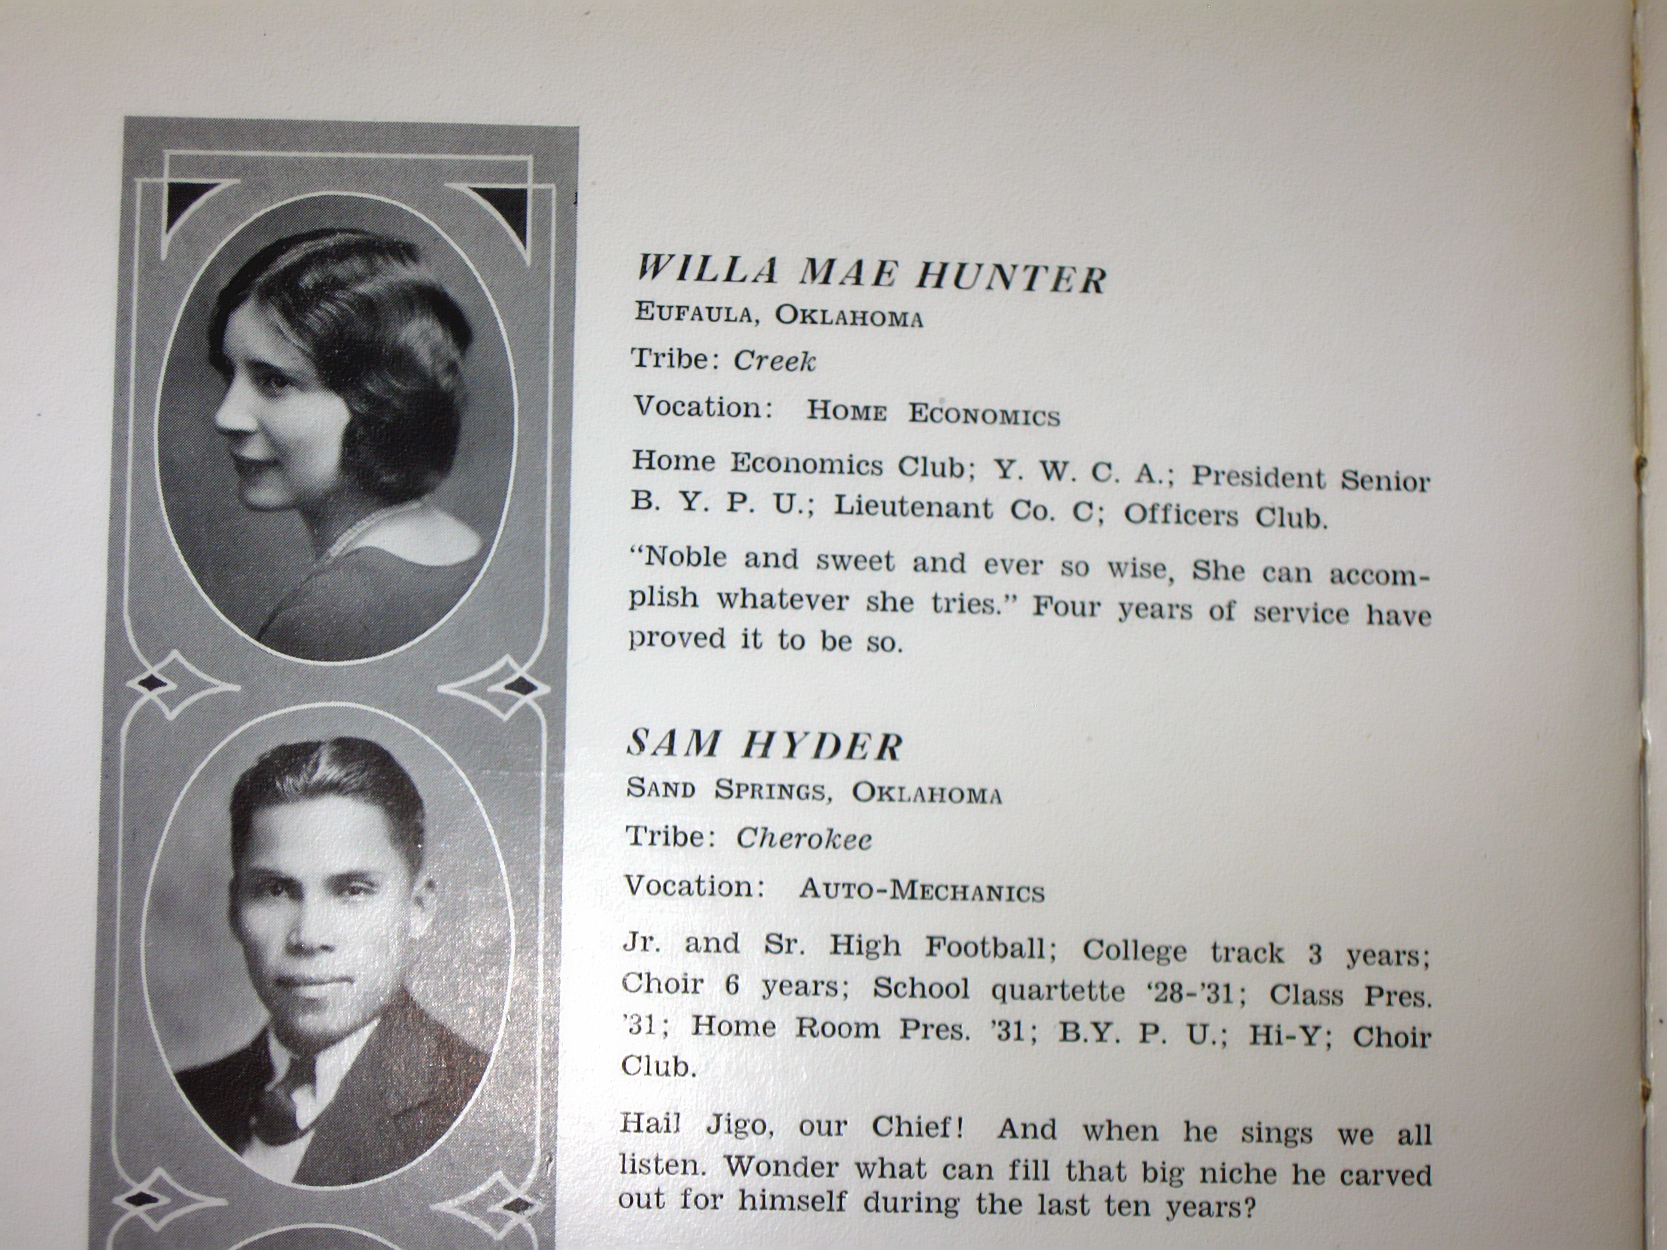 WILLA MAE HUNTER
EUFAULA, OKLAHOMA
Tribe: Creek
Vocation: HOME ECONOMICS
Home Economics Club; Y. W. C. A.; President Senior
B. Y. P. U.; Lieutenant Co. C; Officers Club.
“Noble and sweet and ever so wise, She can accom-
plish whatever she tries.” Four years of service have
proved it to be so.
SAM HYDER
SAND SPRINGS, OKLAHOMA
Tribe: Cherokee
Vocation: AUTO-MECHANICS
Jr. and Sr. High Football; College track 3 years;
Choir 6 years; School quartette ‘28-’31; Class Pres.
’31; Home Room Pres. ’31; B.Y. P. U.; Hi-Y; Choir
Club.
Hail Jigo, our Chief! And when he sings we all
listen. Wonder what can fill that big niche he carved
out for himself during the last ten years?